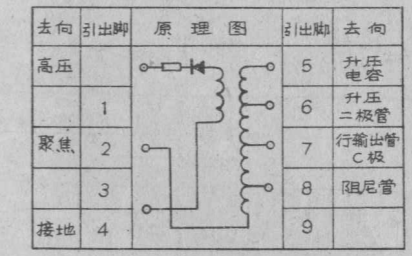 去向 引出脚 原理图 引出脚 去向
高压 5 升压电容
1 6 升压二极管
聚焦 2 7 行输出管C极
3 8 阻尼管
接地 4 9